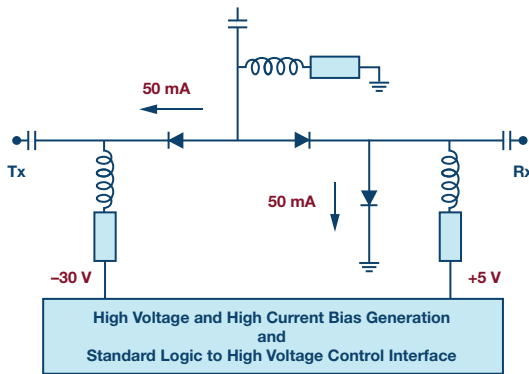 50 mA
Tx
Rx
50 mA
–30 V
+5 V
High Voltage and High Current Bias Generation
and
Standard Logic to High Voltage Control Interface